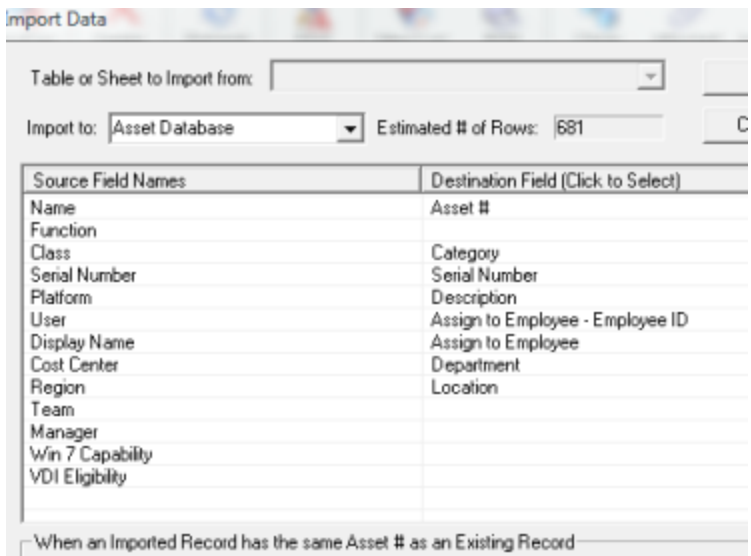 Import Data
Table or Sheet to Import from:
Import to: Asset Database Estimated # of Rows: 681 C
Source Field Names Destination Field (Click to Select)
Name Asset #
Function
Class Category
Serial Number Serial Number
Platform Description
User Assign to Employee - Employee ID
Display Name Assign to Employee
Cost Center Department
Region Location
Team
Manager
Win 7 Capability
VDI Eligibility
When an Imported Record has the same Asset # as an Existing Record